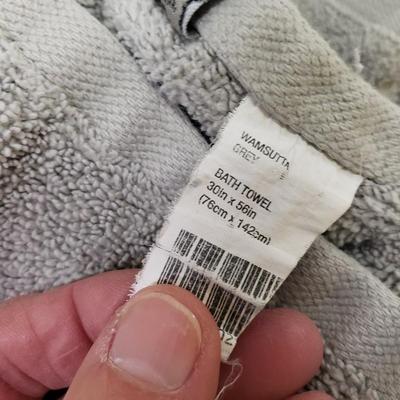 WAMSUTTA
GREY
BATH TOWEL
30in x 56in
(76cm x 142cm)